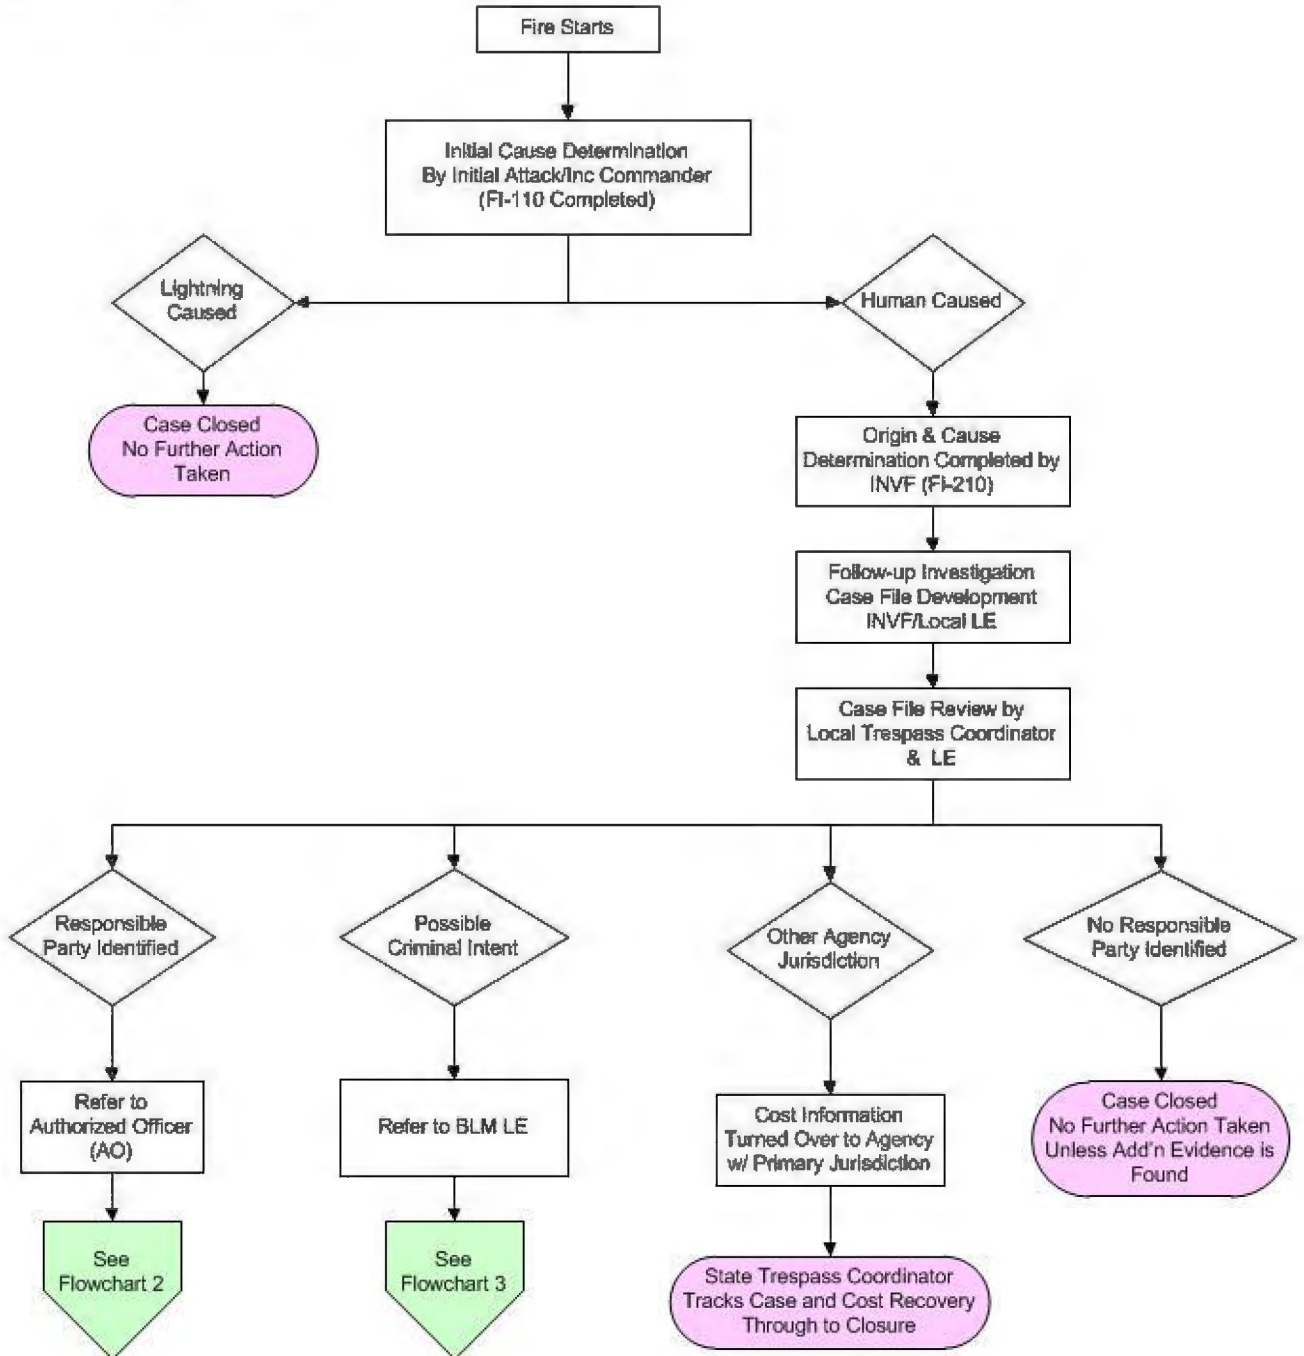 Fire Starts
Initial Cause Determination
By Initial Attack/Inc Commander
(FI-110 Completed)
Lightning
Caused
Human Caused
Case Closed
No Further Action
Taken
Origin & Cause
Determination Completed by
INVF (FI-210)
Follow-up Investigation
Case File Development
INVF/Local LE
Case File Review by
Local Trespass Coordinator
& LE
Responsible
Party Identified
Possible
Criminal Intent
Other Agency
Jurisdiction
No Responsible
Party Identified
Refer to
Authorized Officer
(AO)
Refer to BLM LE
Cost Information
Turned Over to Agency
w/ Primary Jurisdiction
Case Closed
No Further Action Taken
Unless Add'n Evidence is
Found
See
Flowchart 2
See
Flowchart 3
State Trespass Coordinator
Tracks Case and Cost Recovery
Through to Closure